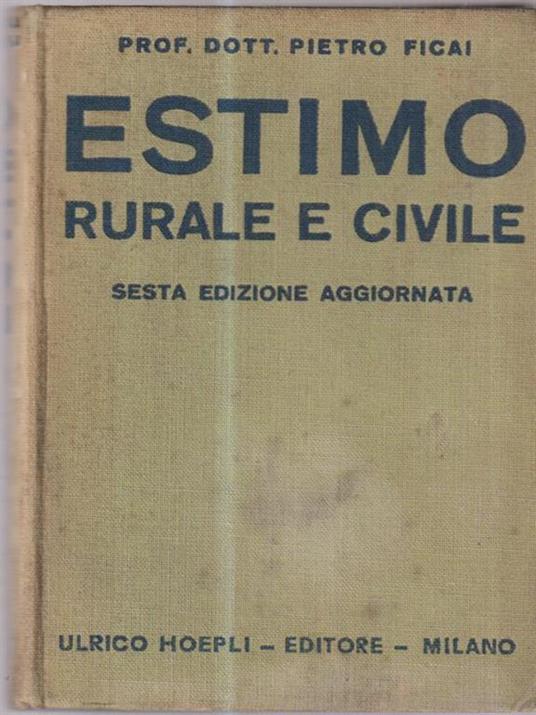 PROF. DOTT. PIETRO FICAI
ESTIMO
RURALE E CIVILE
SESTA EDIZIONE AGGIORNATA
ULRICO HOEPLI – EDITORE – MILANO